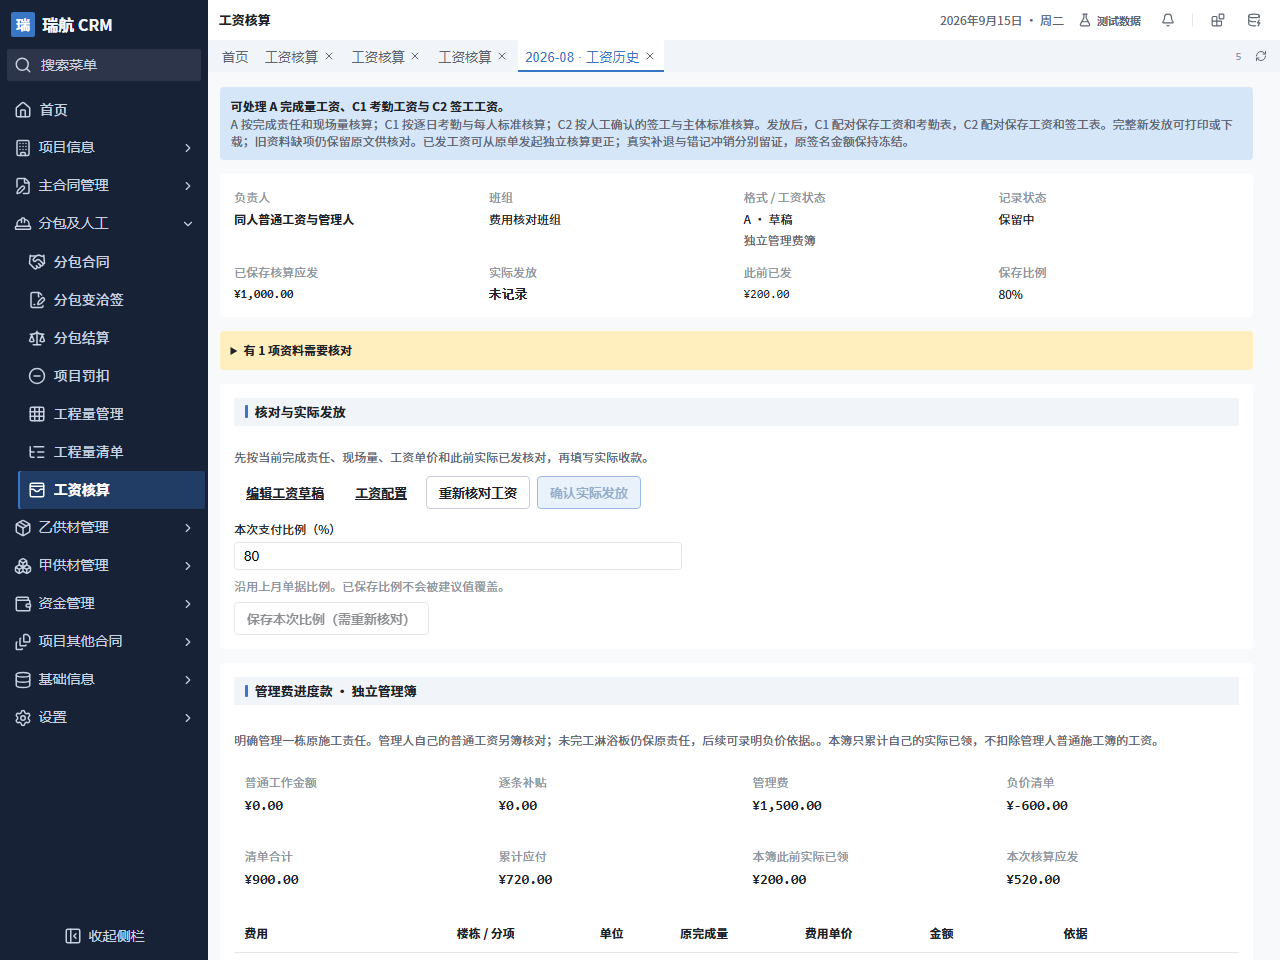 瑞 瑞航 CRM
搜索菜单
首页
项目信息
主合同管理
分包及人工
分包合同
分包变洽签
分包结算
项目罚扣
工程量管理
工程量清单
工资核算
乙供材管理
甲供材管理
资金管理
项目其他合同
基础信息
设置
收起侧栏
工资核算
2026年9月15日 · 周二 测试数据
首页 工资核算 × 工资核算 × 工资核算 × 2026-08 · 工资历史 × 5
可处理 A 完成量工资、C1 考勤工资与 C2 签工工资。
A 按完成责任和现场量核算；C1 按逐日考勤与每人标准核算；C2 按人工确认的签工与主体标准核算。发放后，C1 配对保存工资和考勤表，C2 配对保存工资和签工表。完整新发放可打印或下
载；旧资料缺项仍保留原文供核对。已发工资可从原单发起独立核算更正；真实补退与错记冲销分别留证，原签名金额保持冻结。
负责人 班组 格式 / 工资状态 记录状态
同人普通工资与管理人 费用核对班组 A · 草稿 保留中
独立管理费簿
已保存核算应发 实际发放 此前已发 保存比例
¥1,000.00 未记录 ¥200.00 80%
有 1 项资料需要核对
核对与实际发放
先按当前完成责任、现场量、工资单价和此前实际已发核对，再填写实际收款。
编辑工资草稿 工资配置 重新核对工资 确认实际发放
本次支付比例（%）
80
沿用上月单据比例。已保存比例不会被建议值覆盖。
保存本次比例（需重新核对）
管理费进度款 · 独立管理簿
明确管理一栋原施工责任。管理人自己的普通工资另簿核对；未完工淋浴板仍保原责任，后续可录明负价依据。。本簿只累计自己的实际已领，不扣除管理人普通施工簿的工资。
普通工作金额 逐条补贴 管理费 负价清单
¥0.00 ¥0.00 ¥1,500.00 ¥-600.00
清单合计 累计应付 本簿此前实际已领 本次核算应发
¥900.00 ¥720.00 ¥200.00 ¥520.00
费用 楼栋 / 分项 单位 原完成量 费用单价 金额 依据